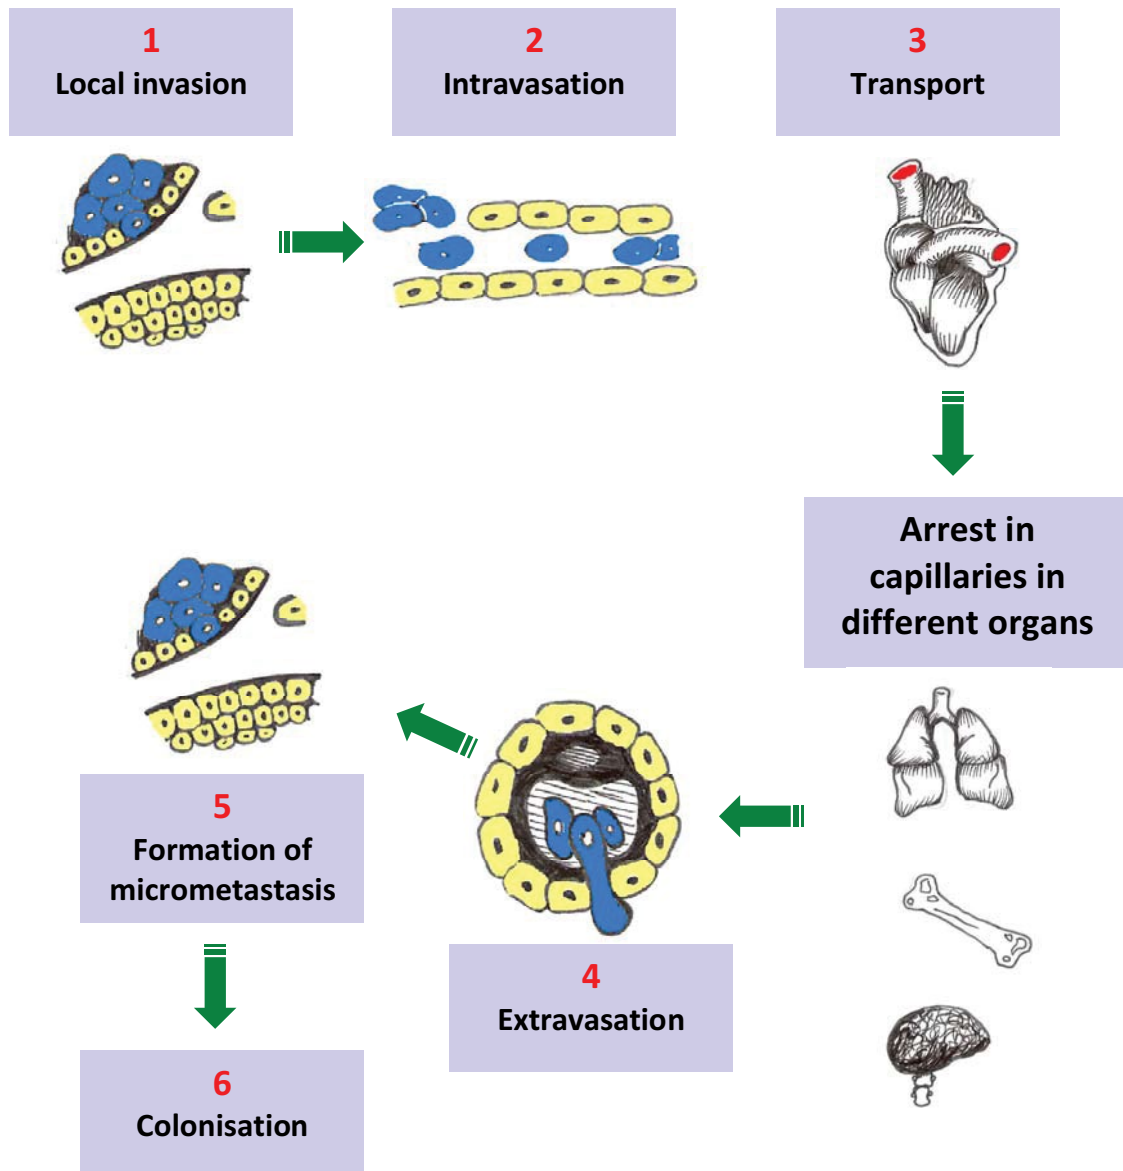 1
Local invasion
2
Intravasation
3
Transport
Arrest in
capillaries in
different organs
4
Extravasation
5
Formation of
micrometastasis
6
Colonisation